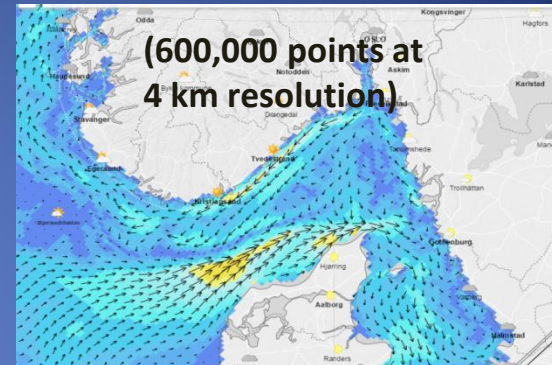 Odda
Kongsvinger
Hagfors
(600,000 points at
4 km resolution)
OSLO
Haugesund
Notodden
Askim
Karlstad
Stavanger
Drangedal
Tvedestrand
Egersund
Trollhättan
Kristiansand
Gothenburg
Hjørring
Aalborg
Varberg
Halmstad
Randers